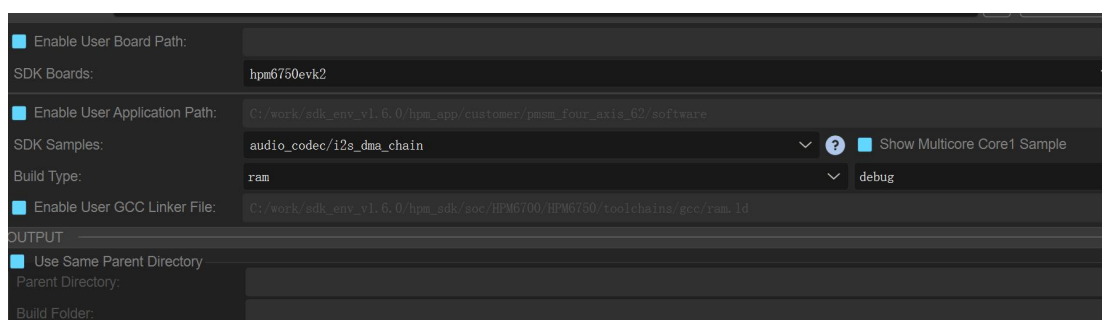 Enable User Board Path:
SDK Boards: hpm6750evk2
Enable User Application Path: C:/work/sdk_env_v1.6.0/hpm_app/customer/pmsm_four_axis_62/software
SDK Samples: audio_codec/i2s_dma_chain ? Show Multicore Core1 Sample
Build Type: ram debug
Enable User GCC Linker File: C:/work/sdk_env_v1.6.0/hpm_sdk/soc/HPM6700/HPM6750/toolchains/gcc/ram.ld
OUTPUT
Use Same Parent Directory
Parent Directory:
Build Folder: